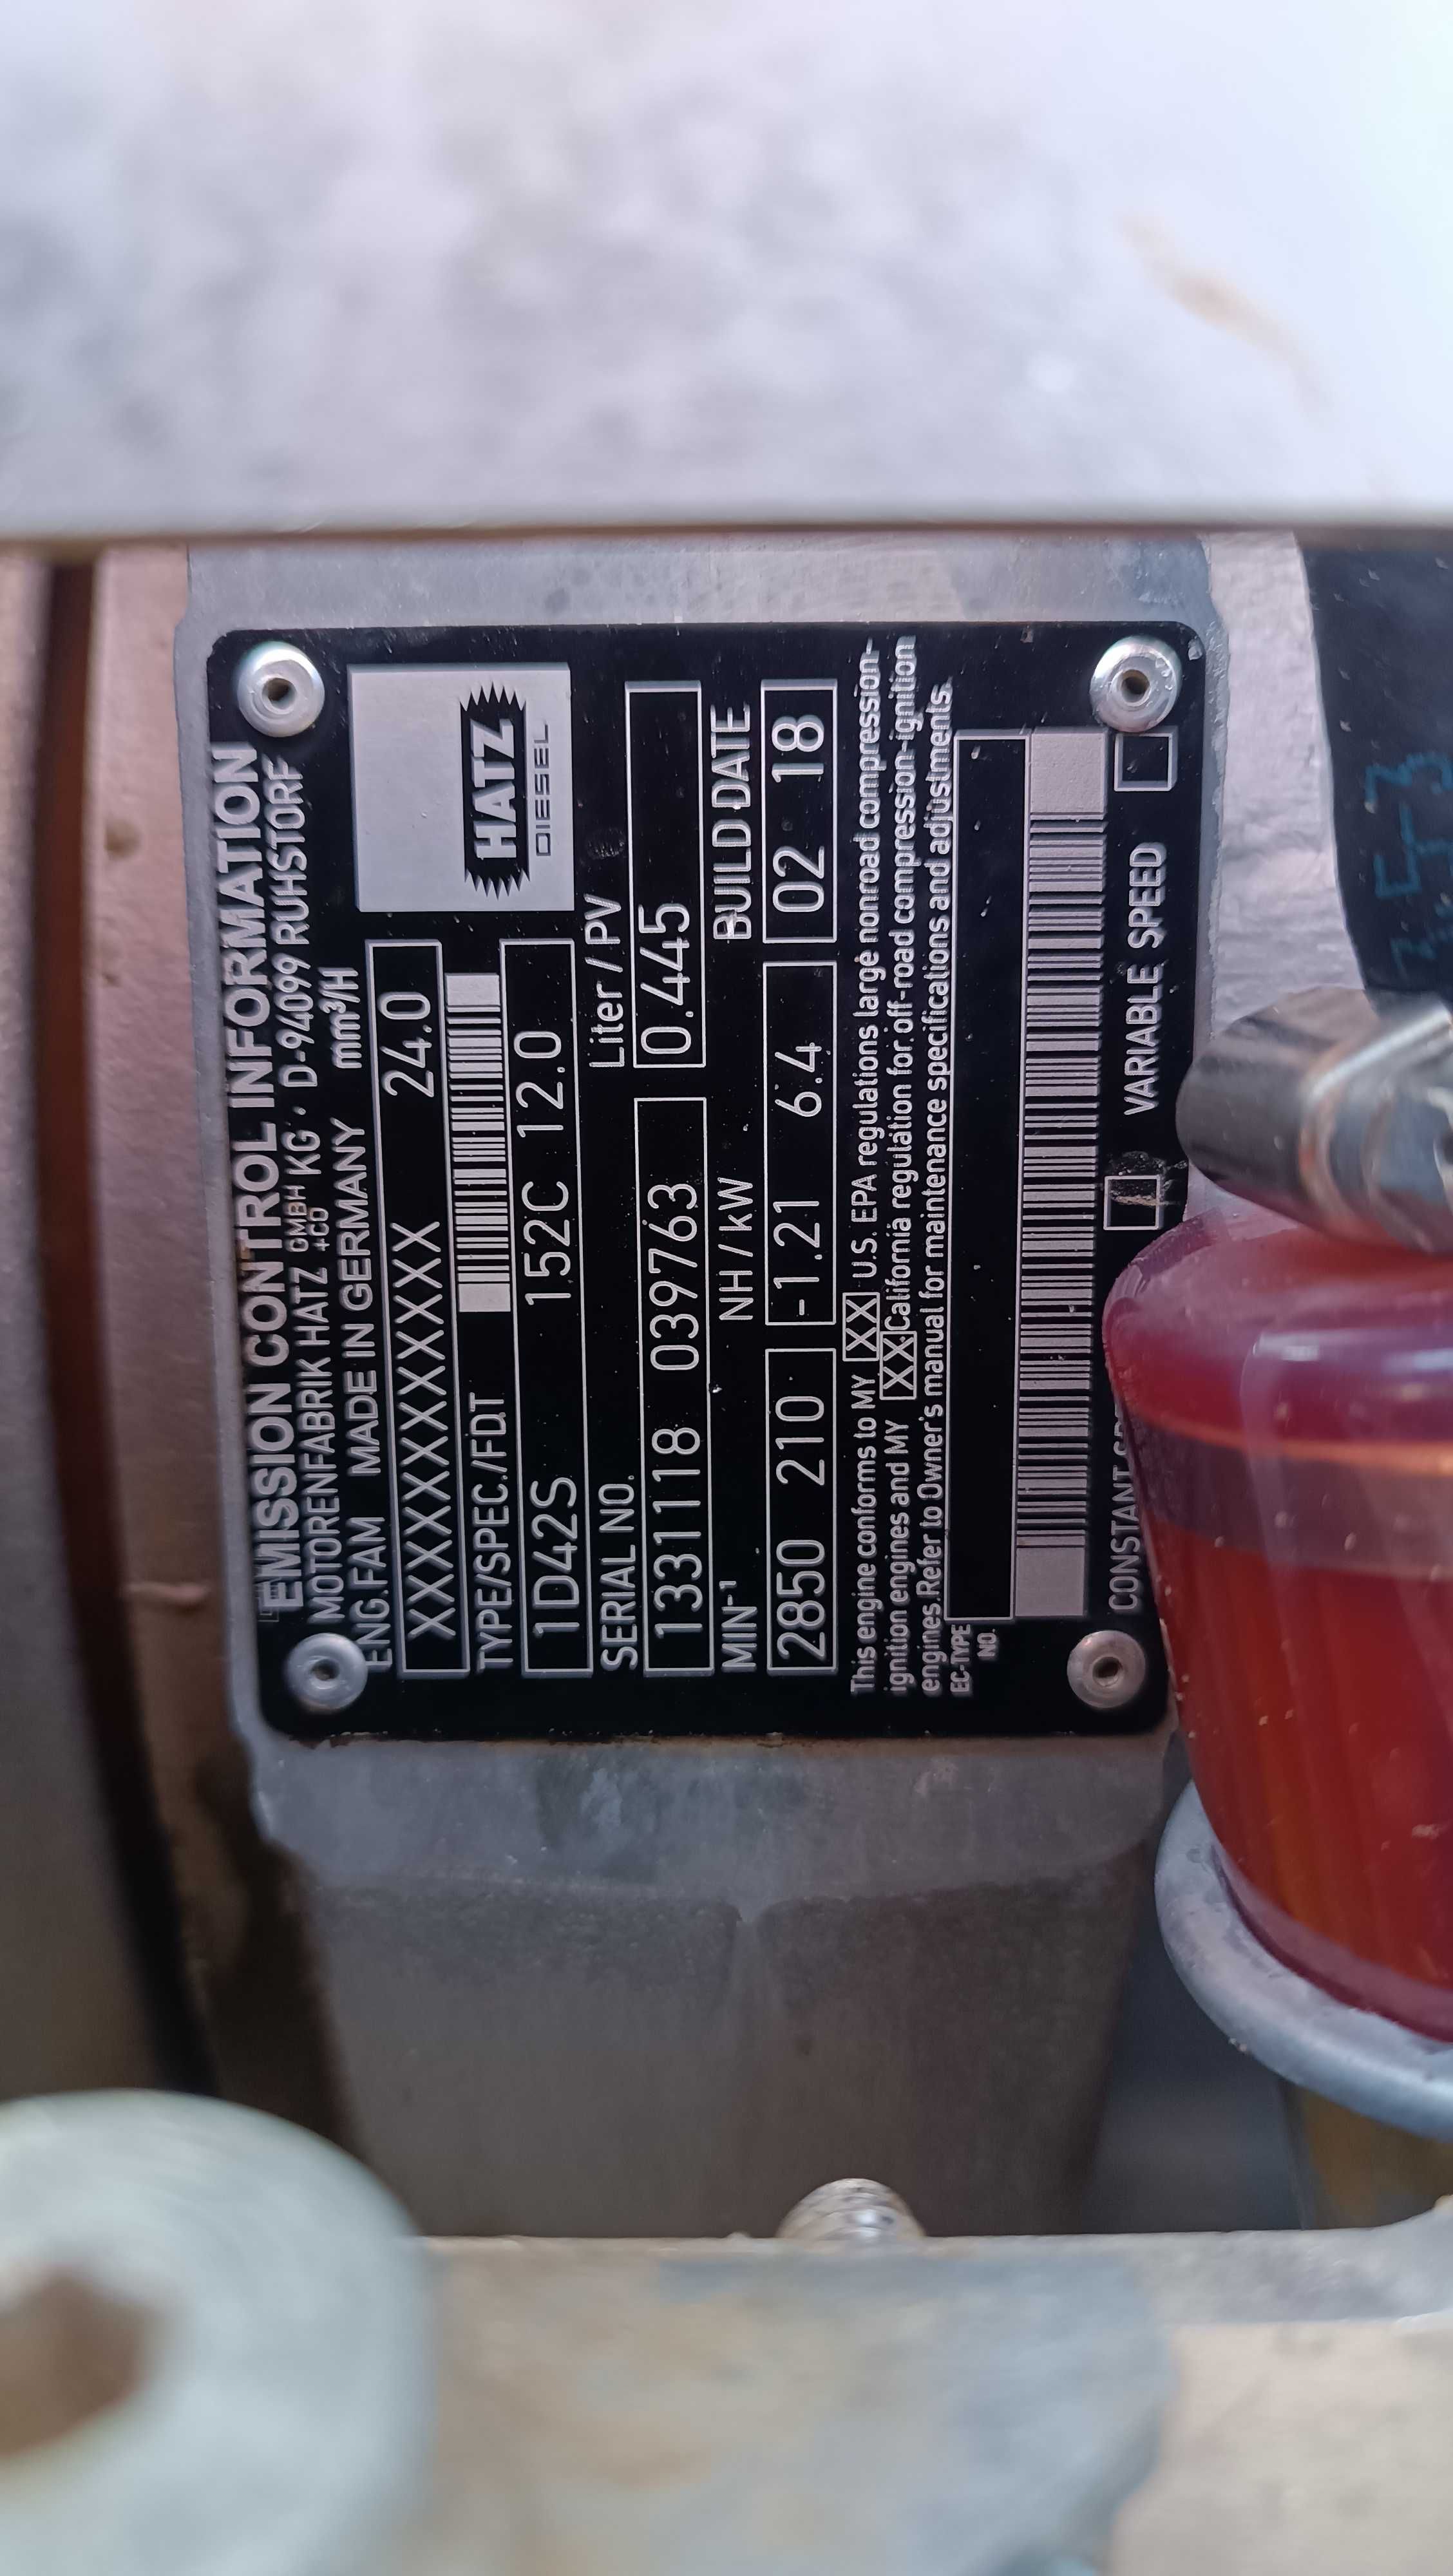 EMISSION CONTROL INFORMATION
MOTORENFABRIK HATZ GMBH +CO KG . D-94099 RUHSTORF
ENG.FAM MADE IN GERMANY mm³/H
XXXXXXXXXXXX 24.0
HATZ
DIESEL
TYPE/SPEC./FDT
1D42S 152C 12.0
SERIAL NO. Liter / PV
133118 039763 0.445
MIN⁻¹ NH / kW BUILD DATE
2850 210 -1.21 6.4 02 18
This engine conforms to MY XX U.S. EPA regulations large nonroad compression-
ignition engines and MY XX California regulation for off-road compression-ignition
engines.Refer to Owner's manual for maintenance specifications and adjustments.
EC-TYPE
NO.
CONSTANT VARIABLE SPEED